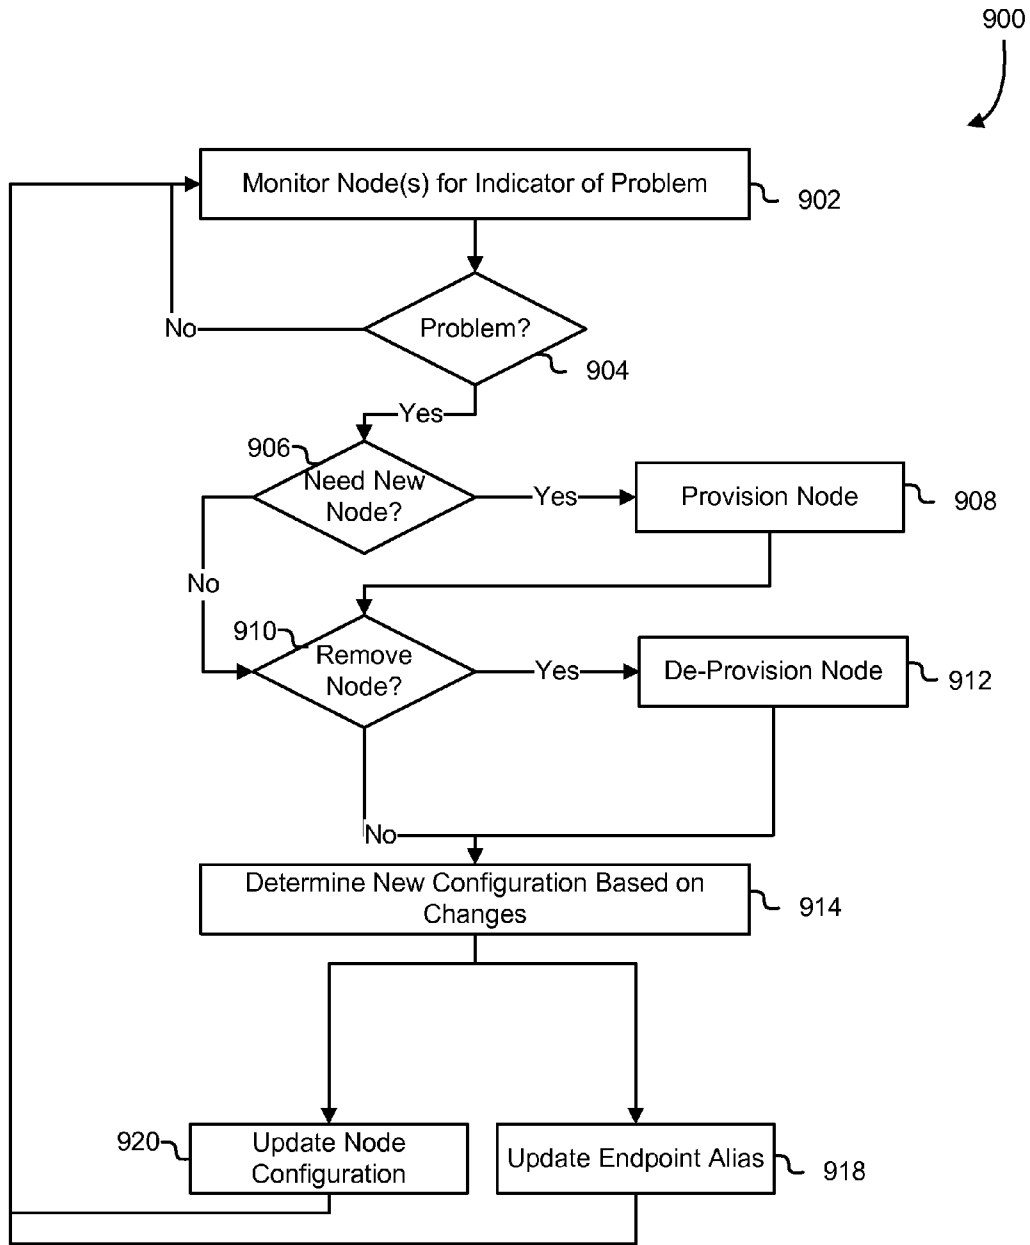 900
Monitor Node(s) for Indicator of Problem
902
Problem?
No
904
Yes
906
Need New
Node?
Yes
Provision Node
908
No
910
Remove
Node?
Yes
De-Provision Node
912
No
Determine New Configuration Based on
Changes
914
920
Update Node
Configuration
Update Endpoint Alias
918